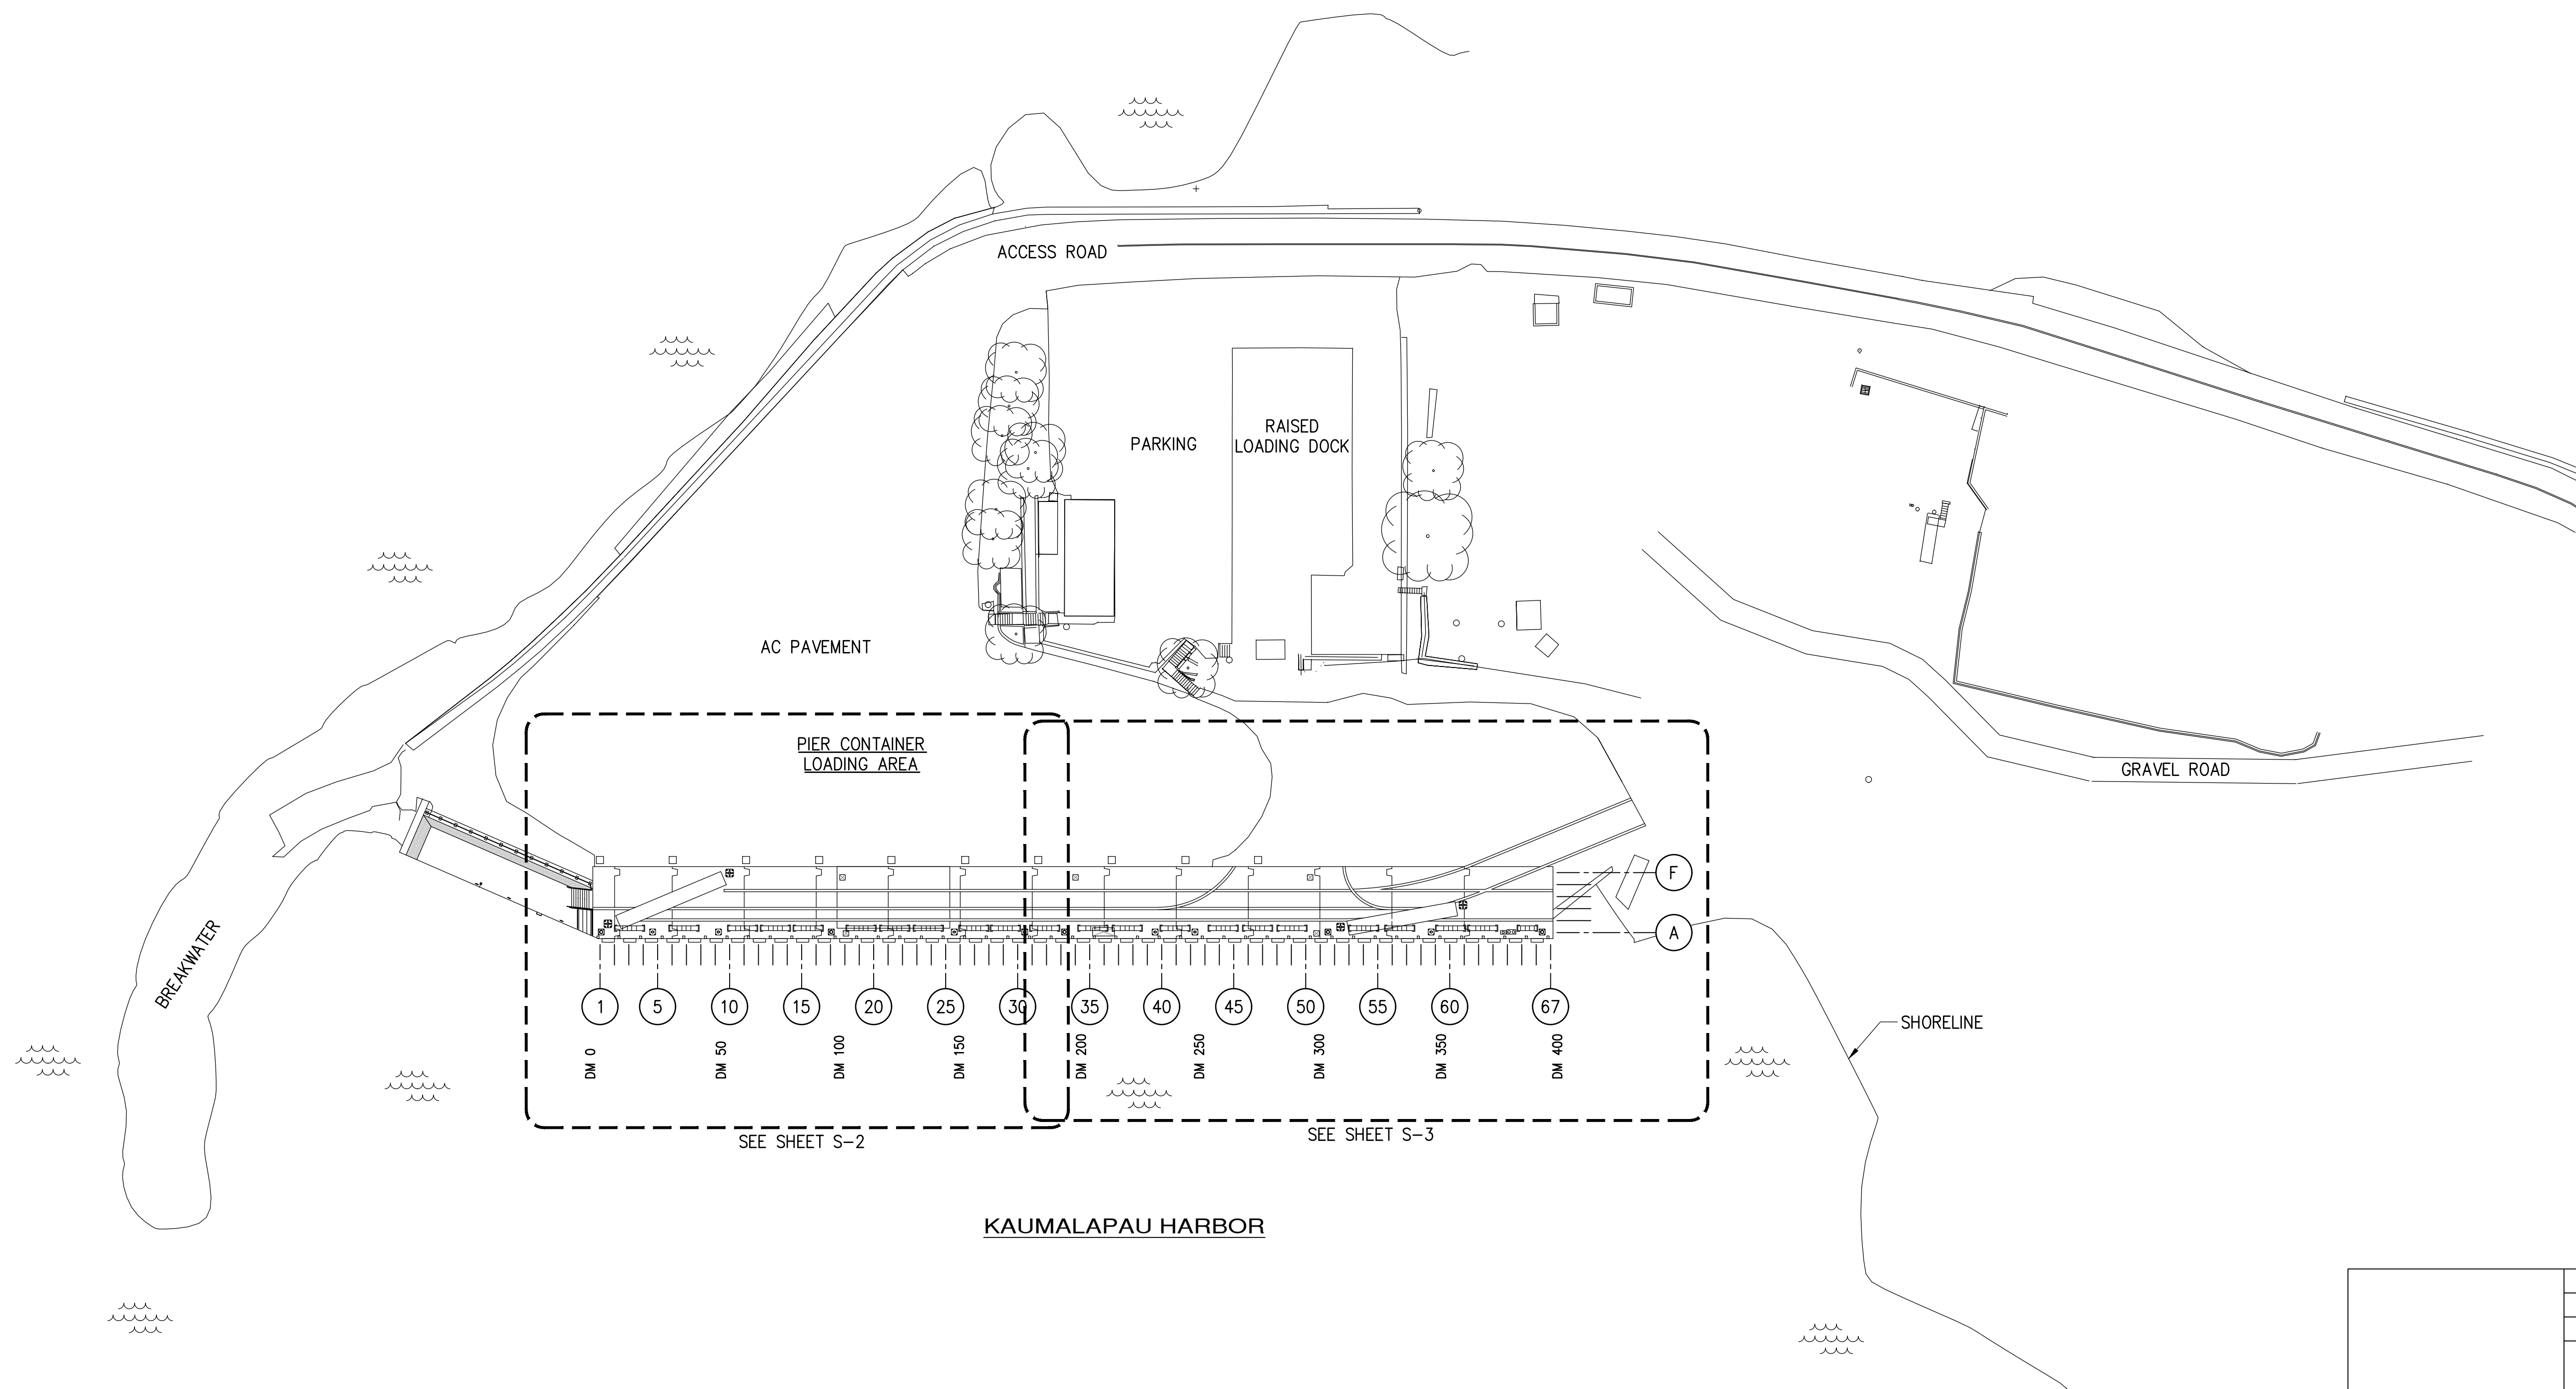 ACCESS ROAD
PARKING
RAISED
LOADING DOCK
AC PAVEMENT
PIER CONTAINER
LOADING AREA
GRAVEL ROAD
F
A
BREAKWATER
1 5 10 15 20 25 30 35 40 45 50 55 60 67
SHORELINE
DM 0 DM 50 DM 100 DM 150 DM 200 DM 250 DM 300 DM 350 DM 400
SEE SHEET S-2
SEE SHEET S-3
KAUMALAPAU HARBOR